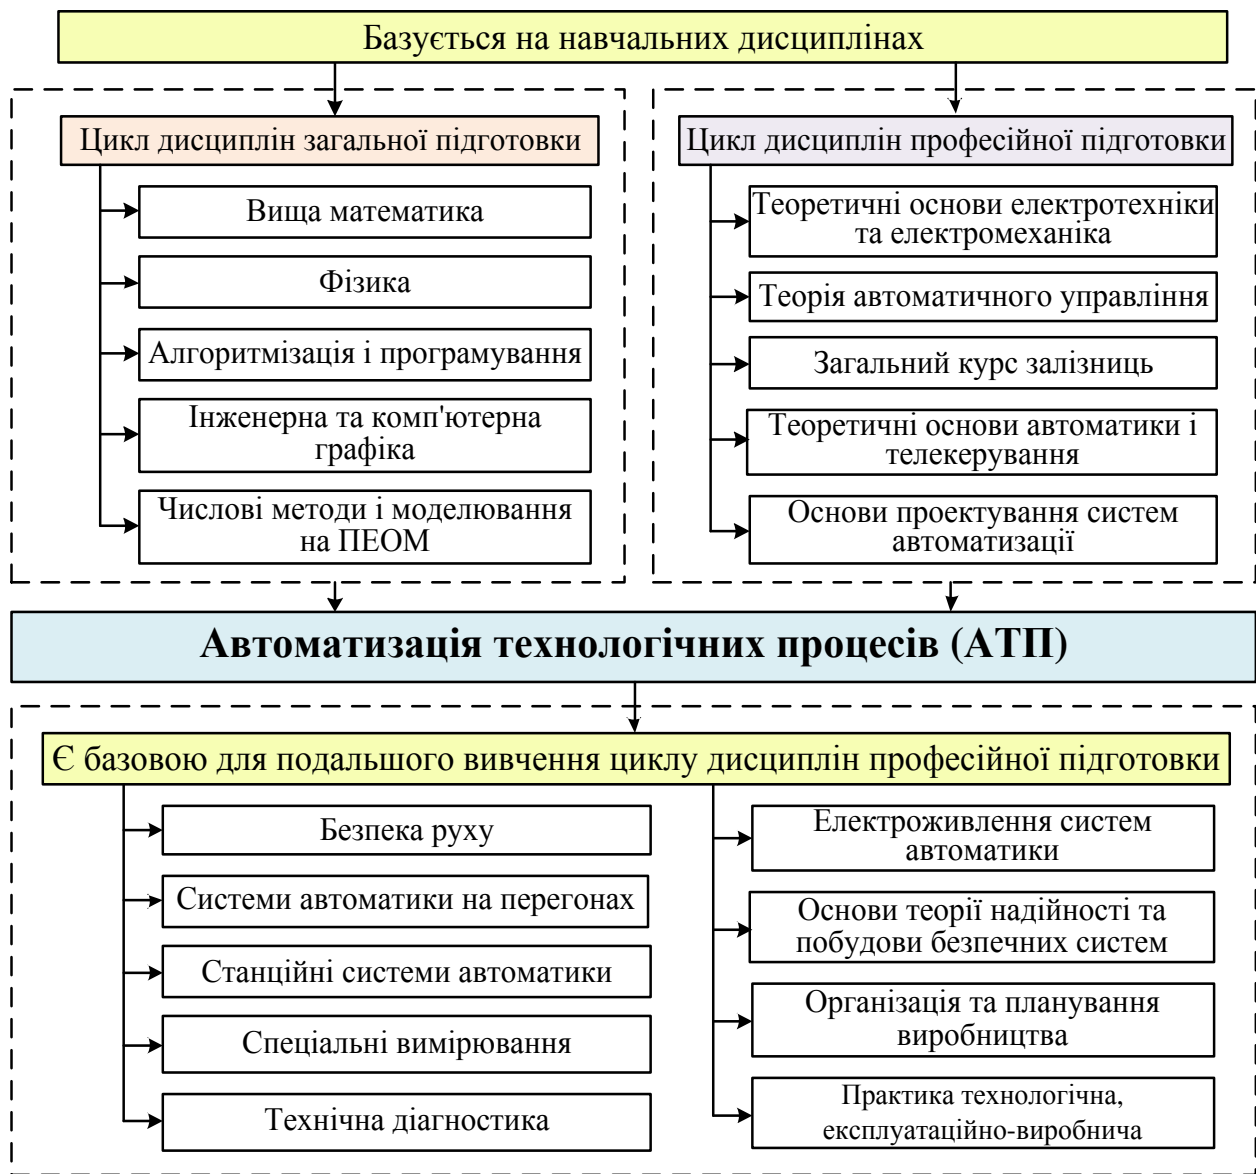 Базується на навчальних дисциплінах
Цикл дисциплін загальної підготовки
Вища математика
Фізика
Алгоритмізація і програмування
Інженерна та комп'ютерна
графіка
Числові методи і моделювання
на ПЕОМ
Цикл дисциплін професійної підготовки
Теоретичні основи електротехніки
та електромеханіка
Теорія автоматичного управління
Загальний курс залізниць
Теоретичні основи автоматики і
телекерування
Основи проектування систем
автоматизації
Автоматизація технологічних процесів (АТП)
Є базовою для подальшого вивчення циклу дисциплін професійної підготовки
Безпека руху
Системи автоматики на перегонах
Станційні системи автоматики
Спеціальні вимірювання
Технічна діагностика
Електроживлення систем
автоматики
Основи теорії надійності та
побудови безпечних систем
Організація та планування
виробництва
Практика технологічна,
експлуатаційно-виробнича